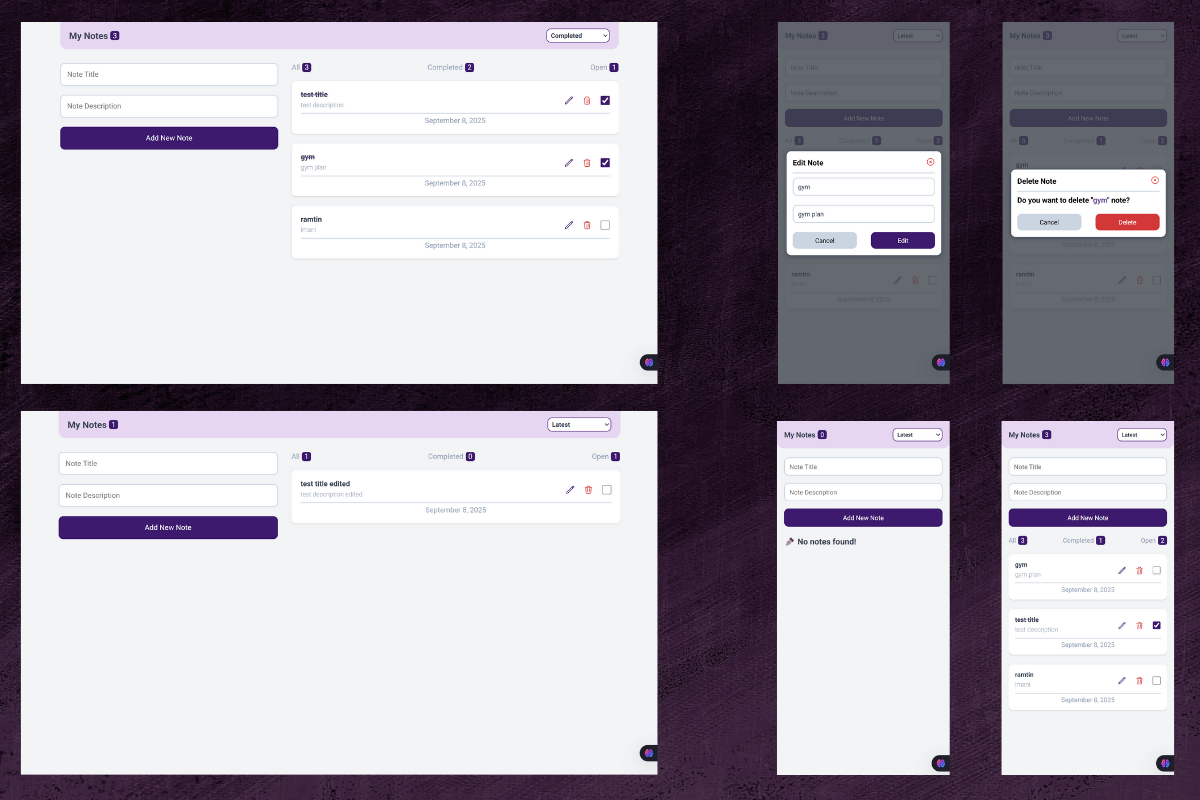 My Notes 3
Completed
Note Title
Note Description
Add New Note
All 3
Completed 2
Open 1
test title
test description
September 8, 2025
gym
gym plan
September 8, 2025
ramtin
imani
September 8, 2025
My Notes 3
Latest
Note Title
Note Description
Add New Note
Completed 1
Edit Note
gym
gym plan
Cancel
Edit
ramtin
September 8, 2025
My Notes 3
Latest
Note Title
Note Description
Add New Note
All 3
Completed 1
gym
Delete Note
Do you want to delete "gym" note?
Cancel
Delete
September 8, 2025
ramtin
September 8, 2025
My Notes 1
Latest
Note Title
Note Description
Add New Note
All 1
Completed 0
Open 1
test title edited
test description edited
September 8, 2025
My Notes 0
Latest
Note Title
Note Description
Add New Note
No notes found!
My Notes 3
Latest
Note Title
Note Description
Add New Note
All 3
Completed 1
Open 2
gym
gym plan
September 8, 2025
test title
test description
September 8, 2025
ramtin
imani
September 8, 2025